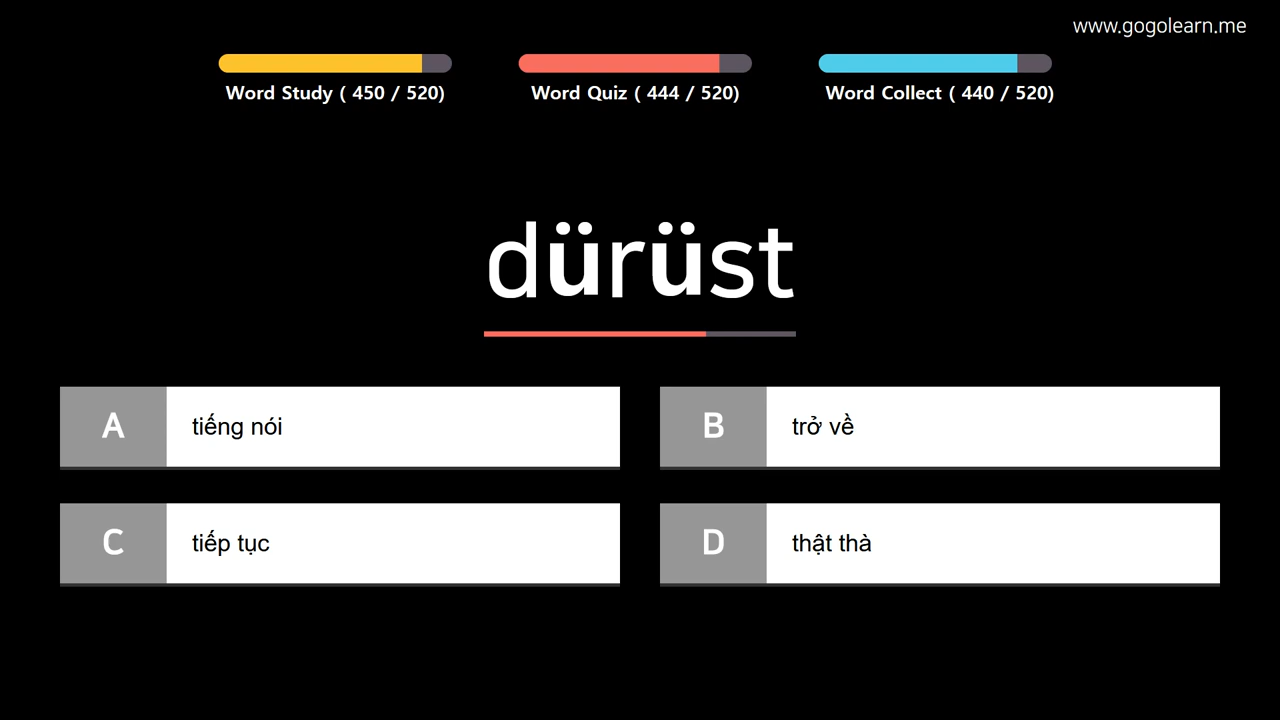 www.gogolearn.me
Word Study ( 450 / 520)
Word Quiz ( 444 / 520)
Word Collect ( 440 / 520)
dürüst
A tiếng nói
B trở về
C tiếp tục
D thật thà